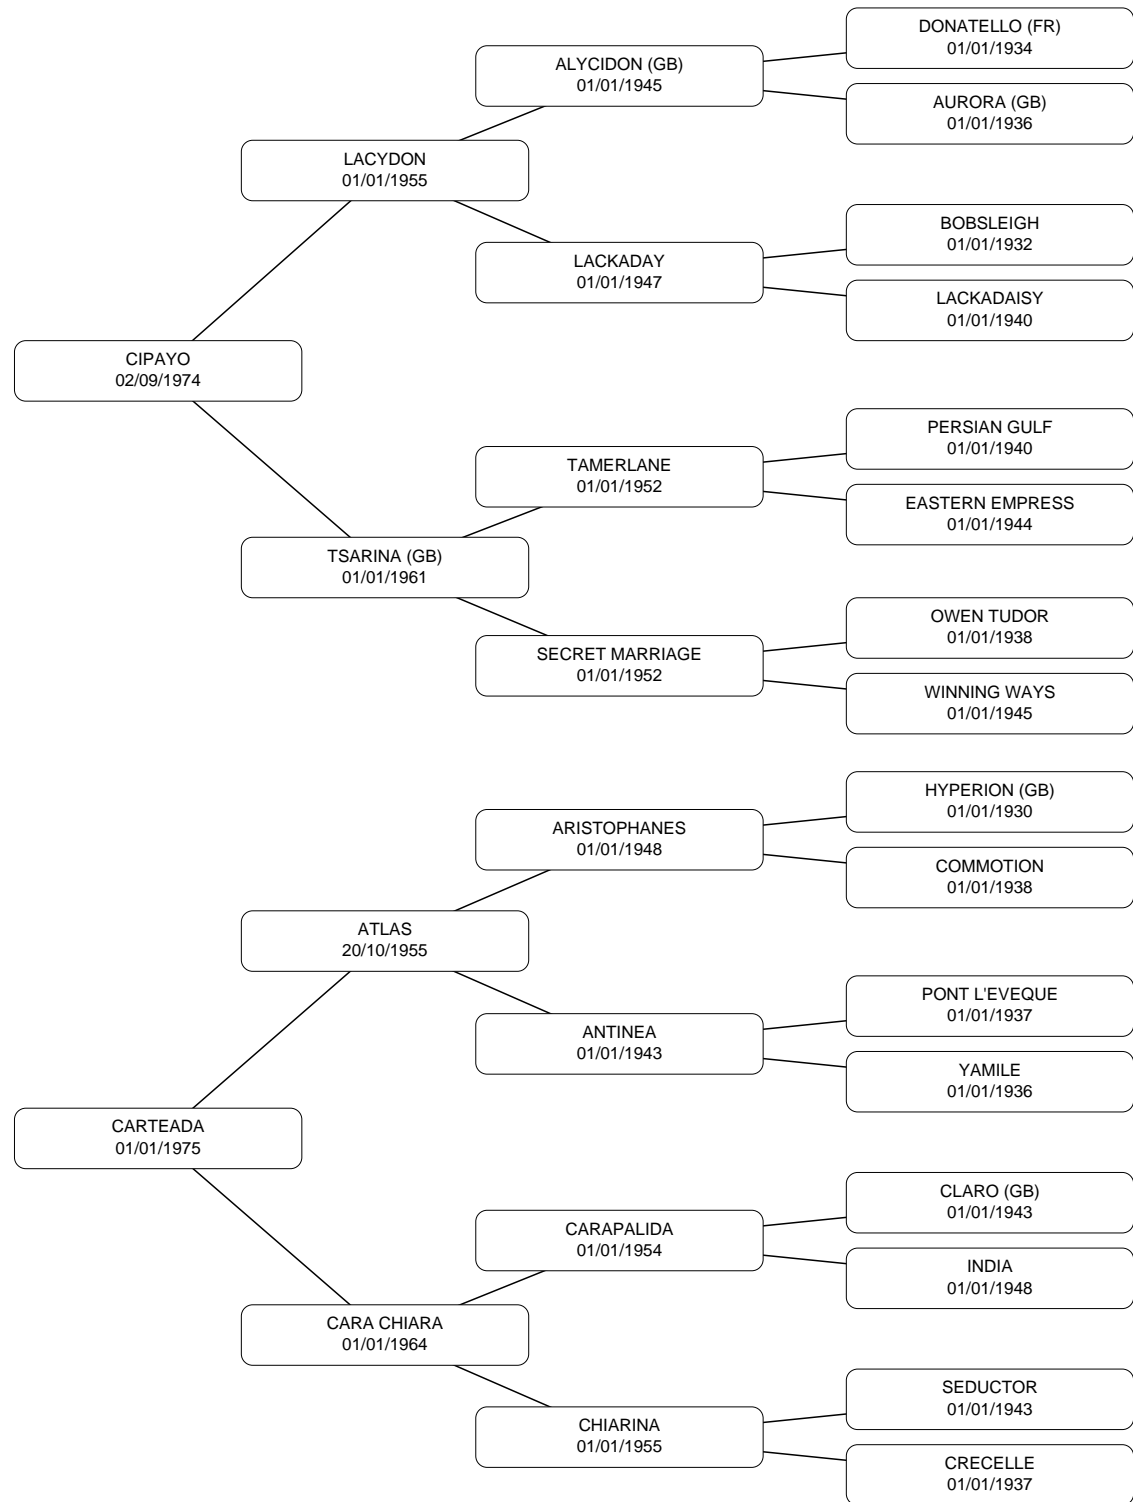 DONATELLO (FR)
01/01/1934
ALYCIDON (GB)
01/01/1945
AURORA (GB)
01/01/1936
LACYDON
01/01/1955
BOBSLEIGH
01/01/1932
LACKADAY
01/01/1947
LACKADAISY
01/01/1940
CIPAYO
02/09/1974
PERSIAN GULF
01/01/1940
TAMERLANE
01/01/1952
EASTERN EMPRESS
01/01/1944
TSARINA (GB)
01/01/1961
OWEN TUDOR
01/01/1938
SECRET MARRIAGE
01/01/1952
WINNING WAYS
01/01/1945
HYPERION (GB)
01/01/1930
ARISTOPHANES
01/01/1948
COMMOTION
01/01/1938
ATLAS
20/10/1955
PONT L'EVEQUE
01/01/1937
ANTINEA
01/01/1943
YAMILE
01/01/1936
CARTEADA
01/01/1975
CLARO (GB)
01/01/1943
CARAPALIDA
01/01/1954
INDIA
01/01/1948
CARA CHIARA
01/01/1964
SEDUCTOR
01/01/1943
CHIARINA
01/01/1955
CRECELLE
01/01/1937